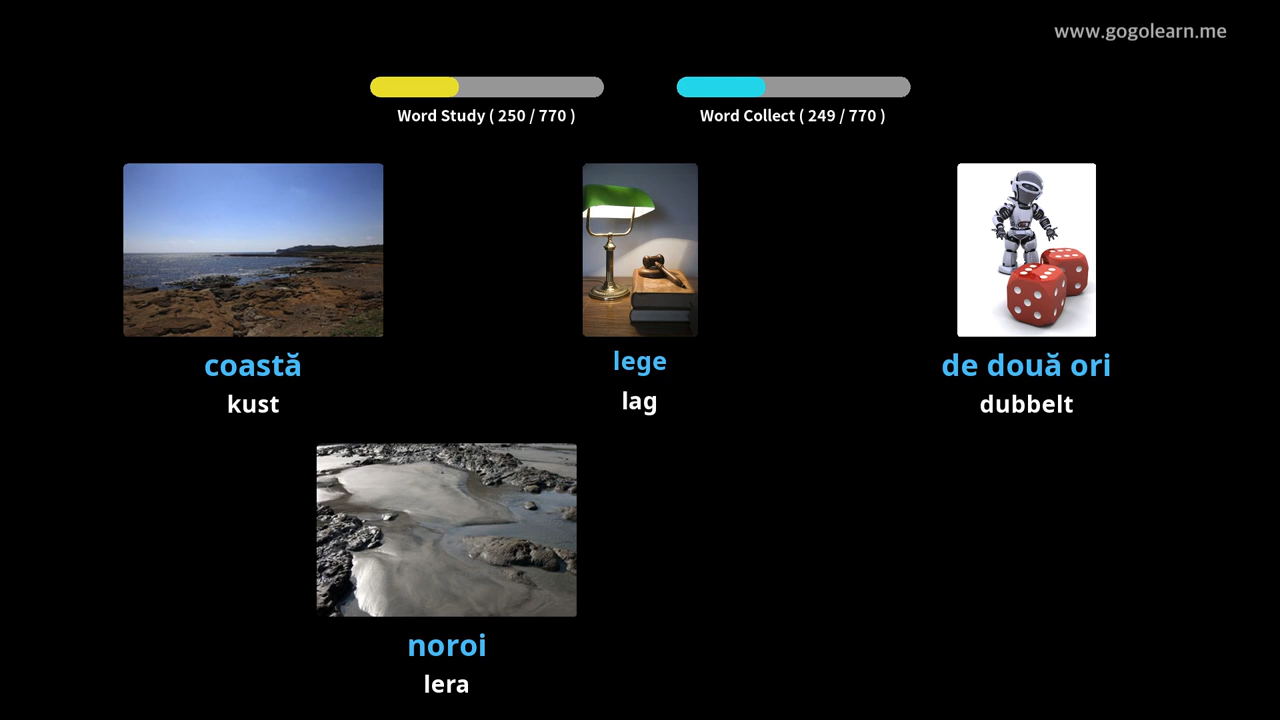 www.gogolearn.me
Word Study ( 250 / 770 )
Word Collect ( 249 / 770 )
coastă
kust
lege
lag
de două ori
dubbelt
noroi
lera